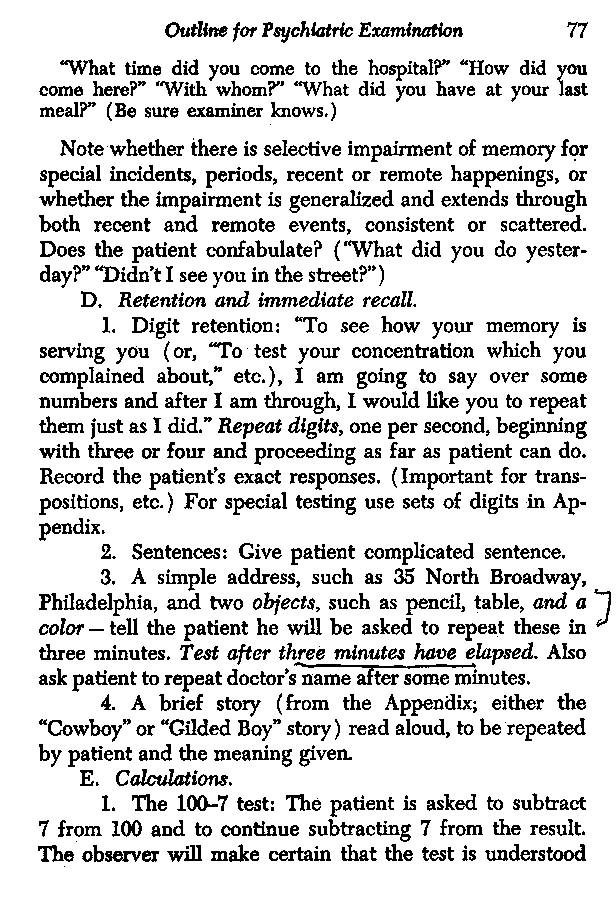 Outline for Psychiatric Examination 77
“What time did you come to the hospital?” “How did you
come here?” “With whom?” “What did you have at your last
meal?” (Be sure examiner knows.)
Note whether there is selective impairment of memory for
special incidents, periods, recent or remote happenings, or
whether the impairment is generalized and extends through
both recent and remote events, consistent or scattered.
Does the patient confabulate? (“What did you do yester-
day?” “Didn’t I see you in the street?”)
D. Retention and immediate recall.
1. Digit retention: “To see how your memory is
serving you (or, “To test your concentration which you
complained about,” etc.), I am going to say over some
numbers and after I am through, I would like you to repeat
them just as I did.” Repeat digits, one per second, beginning
with three or four and proceeding as far as patient can do.
Record the patient’s exact responses. (Important for trans-
positions, etc.) For special testing use sets of digits in Ap-
pendix.
2. Sentences: Give patient complicated sentence.
3. A simple address, such as 35 North Broadway,
Philadelphia, and two objects, such as pencil, table, and a
color — tell the patient he will be asked to repeat these in
three minutes. Test after three minutes have elapsed. Also
ask patient to repeat doctor’s name after some minutes.
4. A brief story (from the Appendix; either the
“Cowboy” or “Gilded Boy” story) read aloud, to be repeated
by patient and the meaning given.
E. Calculations.
1. The 100–7 test: The patient is asked to subtract
7 from 100 and to continue subtracting 7 from the result.
The observer will make certain that the test is understood